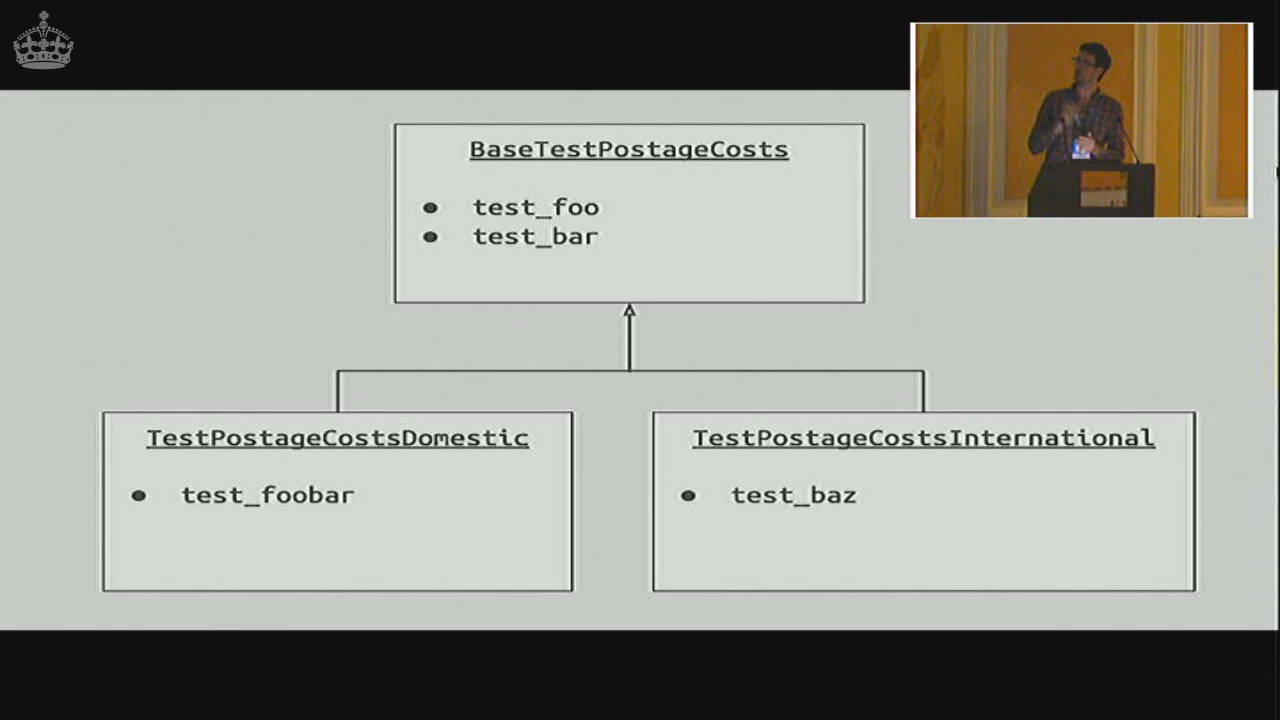 BaseTestPostageCosts
● test_foo
● test_bar
TestPostageCostsDomestic
● test_foobar
TestPostageCostsInternational
● test_baz